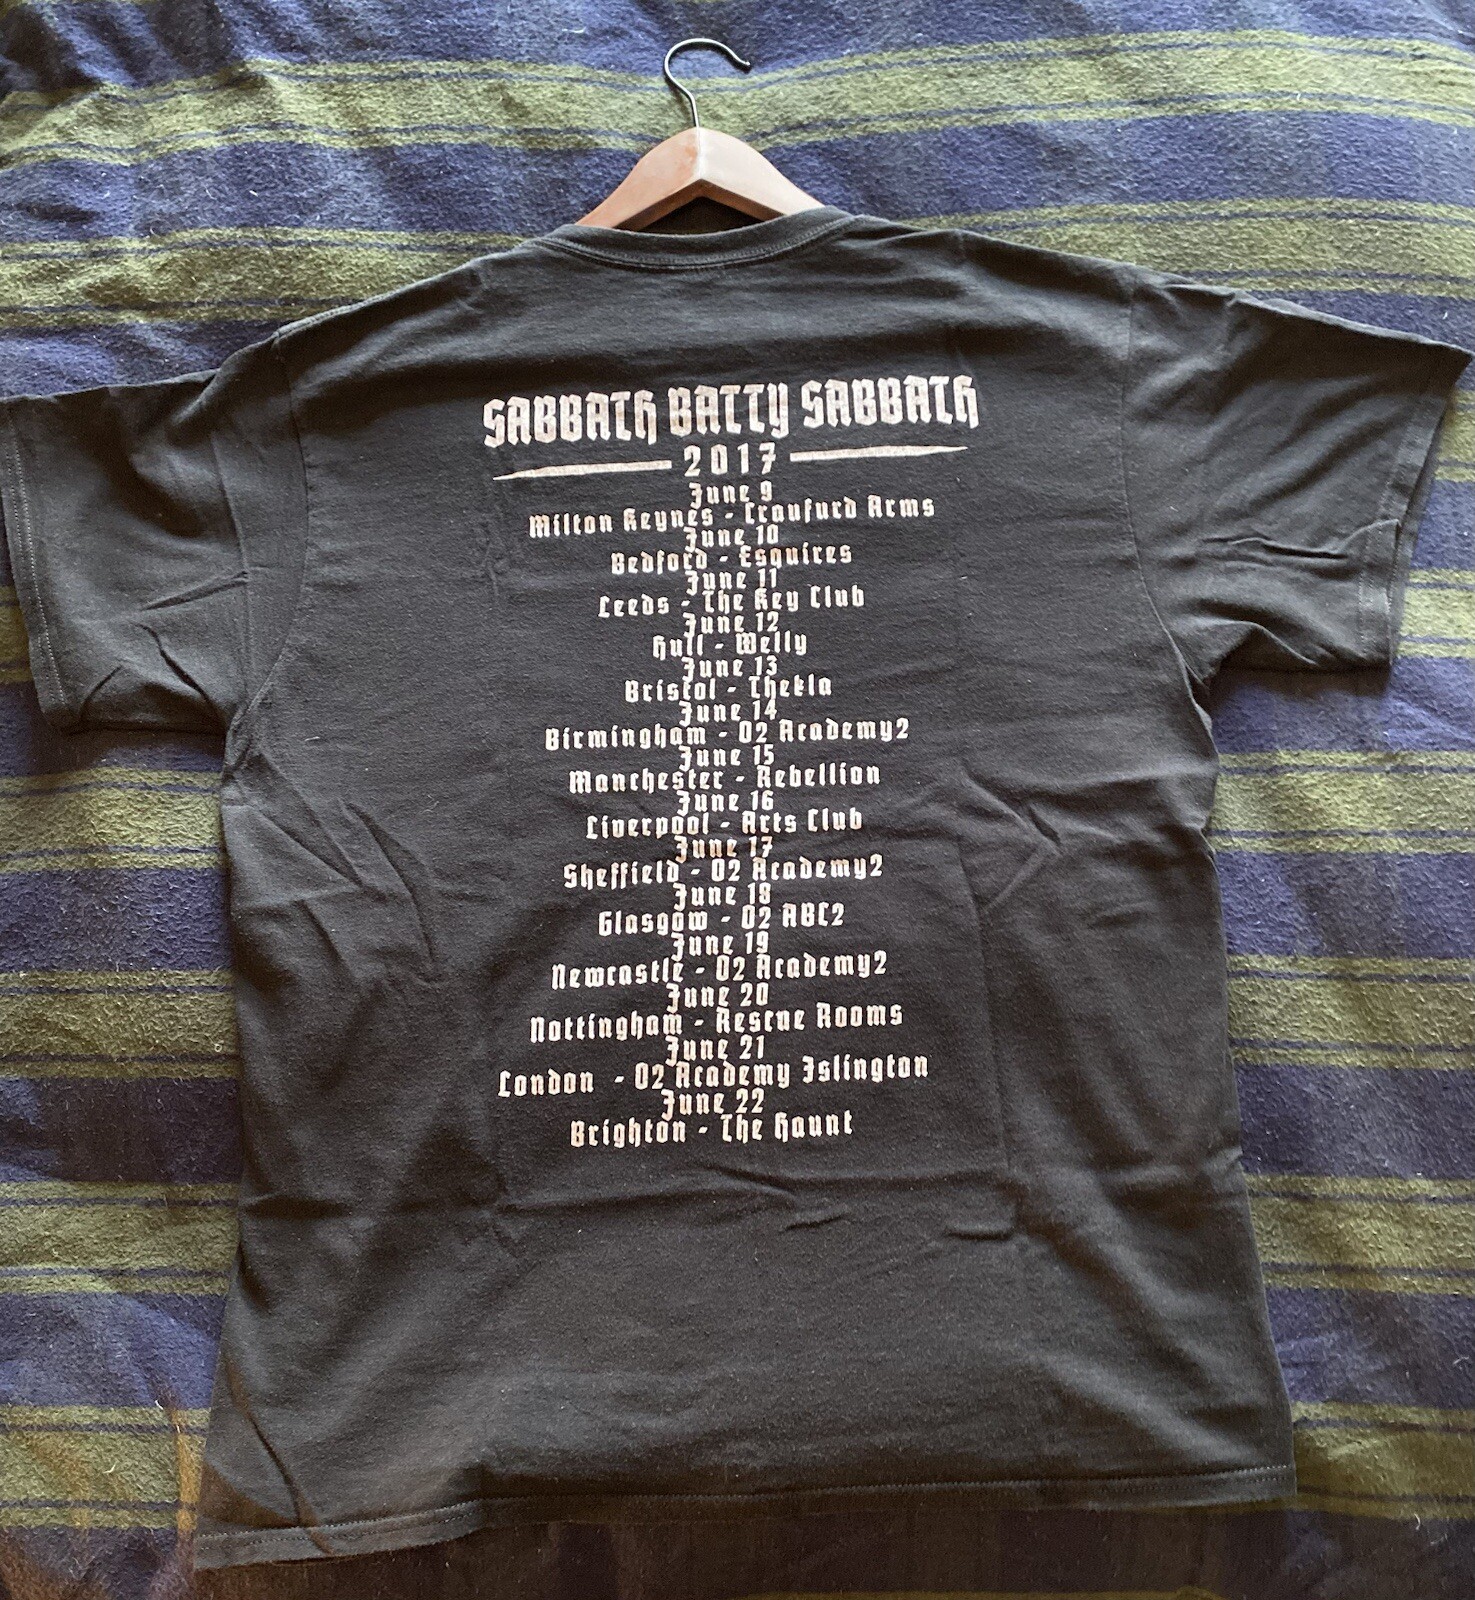 SABBATH BATTY SABBATH
2017
June 9
Milton Keynes - Craufurd Arms
June 10
Bedford - Esquires
June 11
Leeds - The Key Club
June 12
Hull - Welly
June 13
Bristol - Thekla
June 14
Birmingham - O2 Academy2
June 15
Manchester - Rebellion
June 16
Liverpool - Arts Club
June 17
Sheffield - O2 Academy2
June 18
Glasgow - O2 ABC2
June 19
Newcastle - O2 Academy2
June 20
Nottingham - Rescue Rooms
June 21
London - O2 Academy Islington
June 22
Brighton - The Haunt